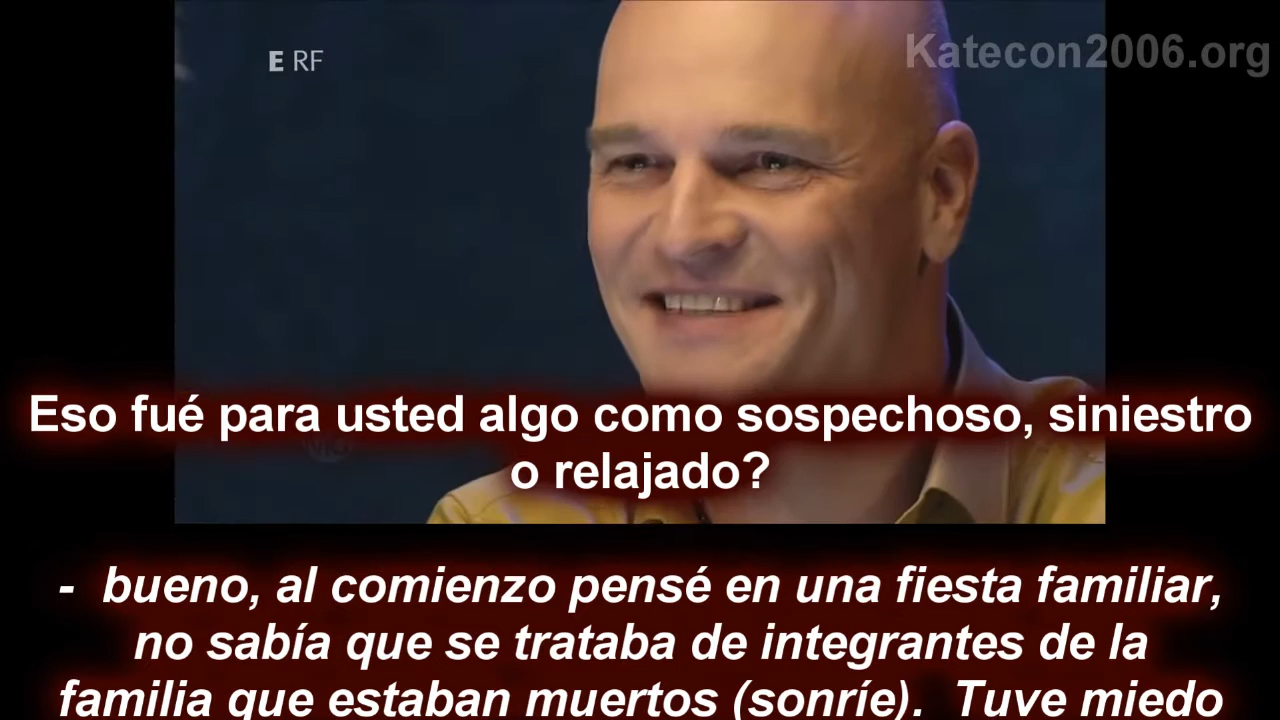 E RF
Katecon2006.org
Eso fué para usted algo como sospechoso, siniestro
o relajado?
- bueno, al comienzo pensé en una fiesta familiar,
no sabía que se trataba de integrantes de la
familia que estaban muertos (sonríe). Tuve miedo